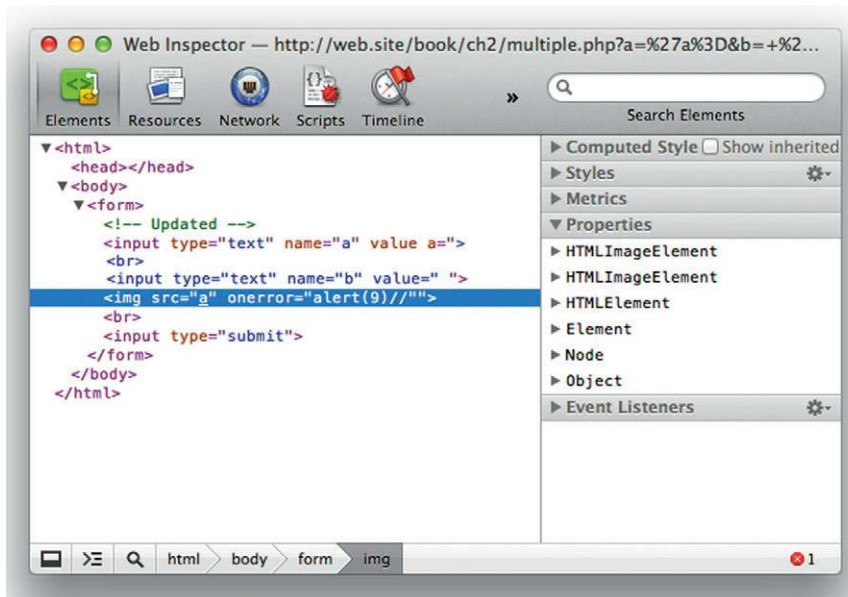 Web Inspector — http://web.site/book/ch2/multiple.php?a=%27a%3D&b=+%2...
Elements Resources Network Scripts Timeline » Search Elements
<html>
<head></head>
<body>
<form>
<!-- Updated -->
<input type="text" name="a" value a=">
<br>
<input type="text" name="b" value=" ">
<img src="a" onerror="alert(9)//"">
<br>
<input type="submit">
</form>
</body>
</html>
Computed Style Show inherited
Styles
Metrics
Properties
HTMLImageElement
HTMLImageElement
HTMLElement
Element
Node
Object
Event Listeners
html body form img 1